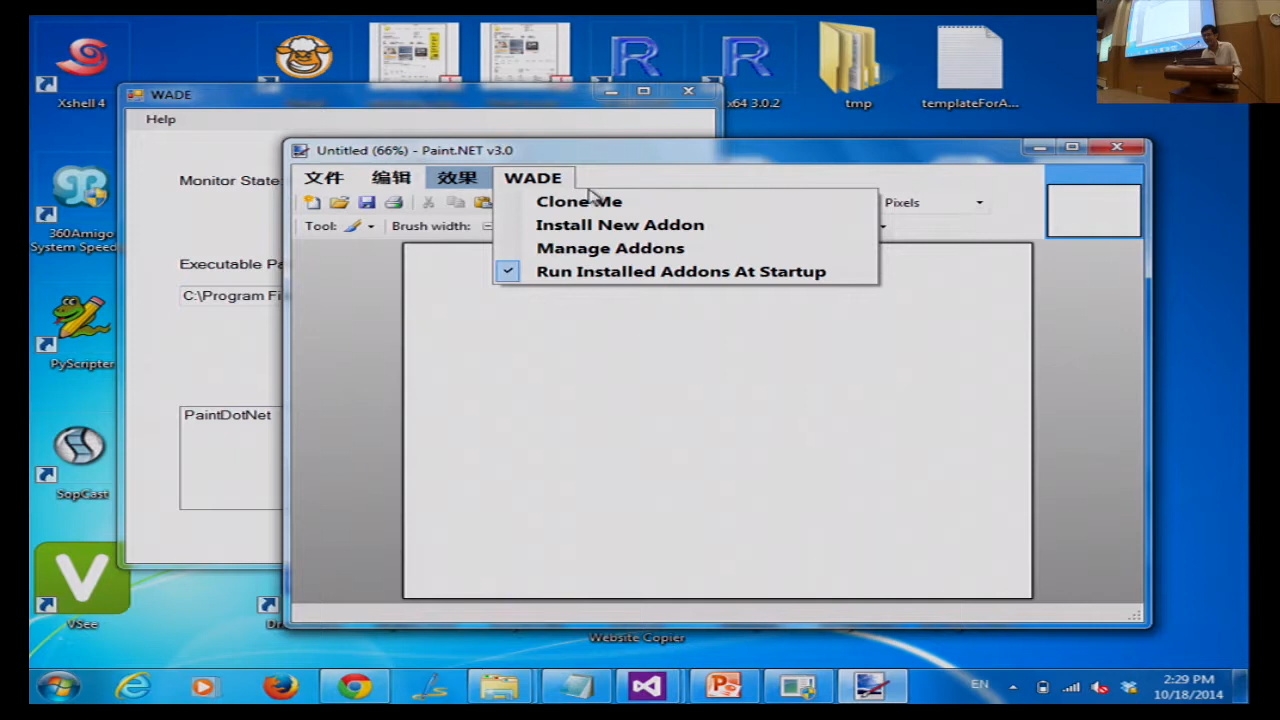 Xshell 4
x64 3.0.2
tmp
templateForA...
WADE
Help
Monitor State
Untitled (66%) - Paint.NET v3.0
文件 编辑 效果 WADE
Clone Me
Install New Addon
Manage Addons
Run Installed Addons At Startup
Pixels
Tool:
Brush width:
360Amigo
System Speed
Executable Pa
C:\Program Fi
PyScripter
PaintDotNet
SopCast
VSee
Website Copier
EN
2:29 PM
10/18/2014